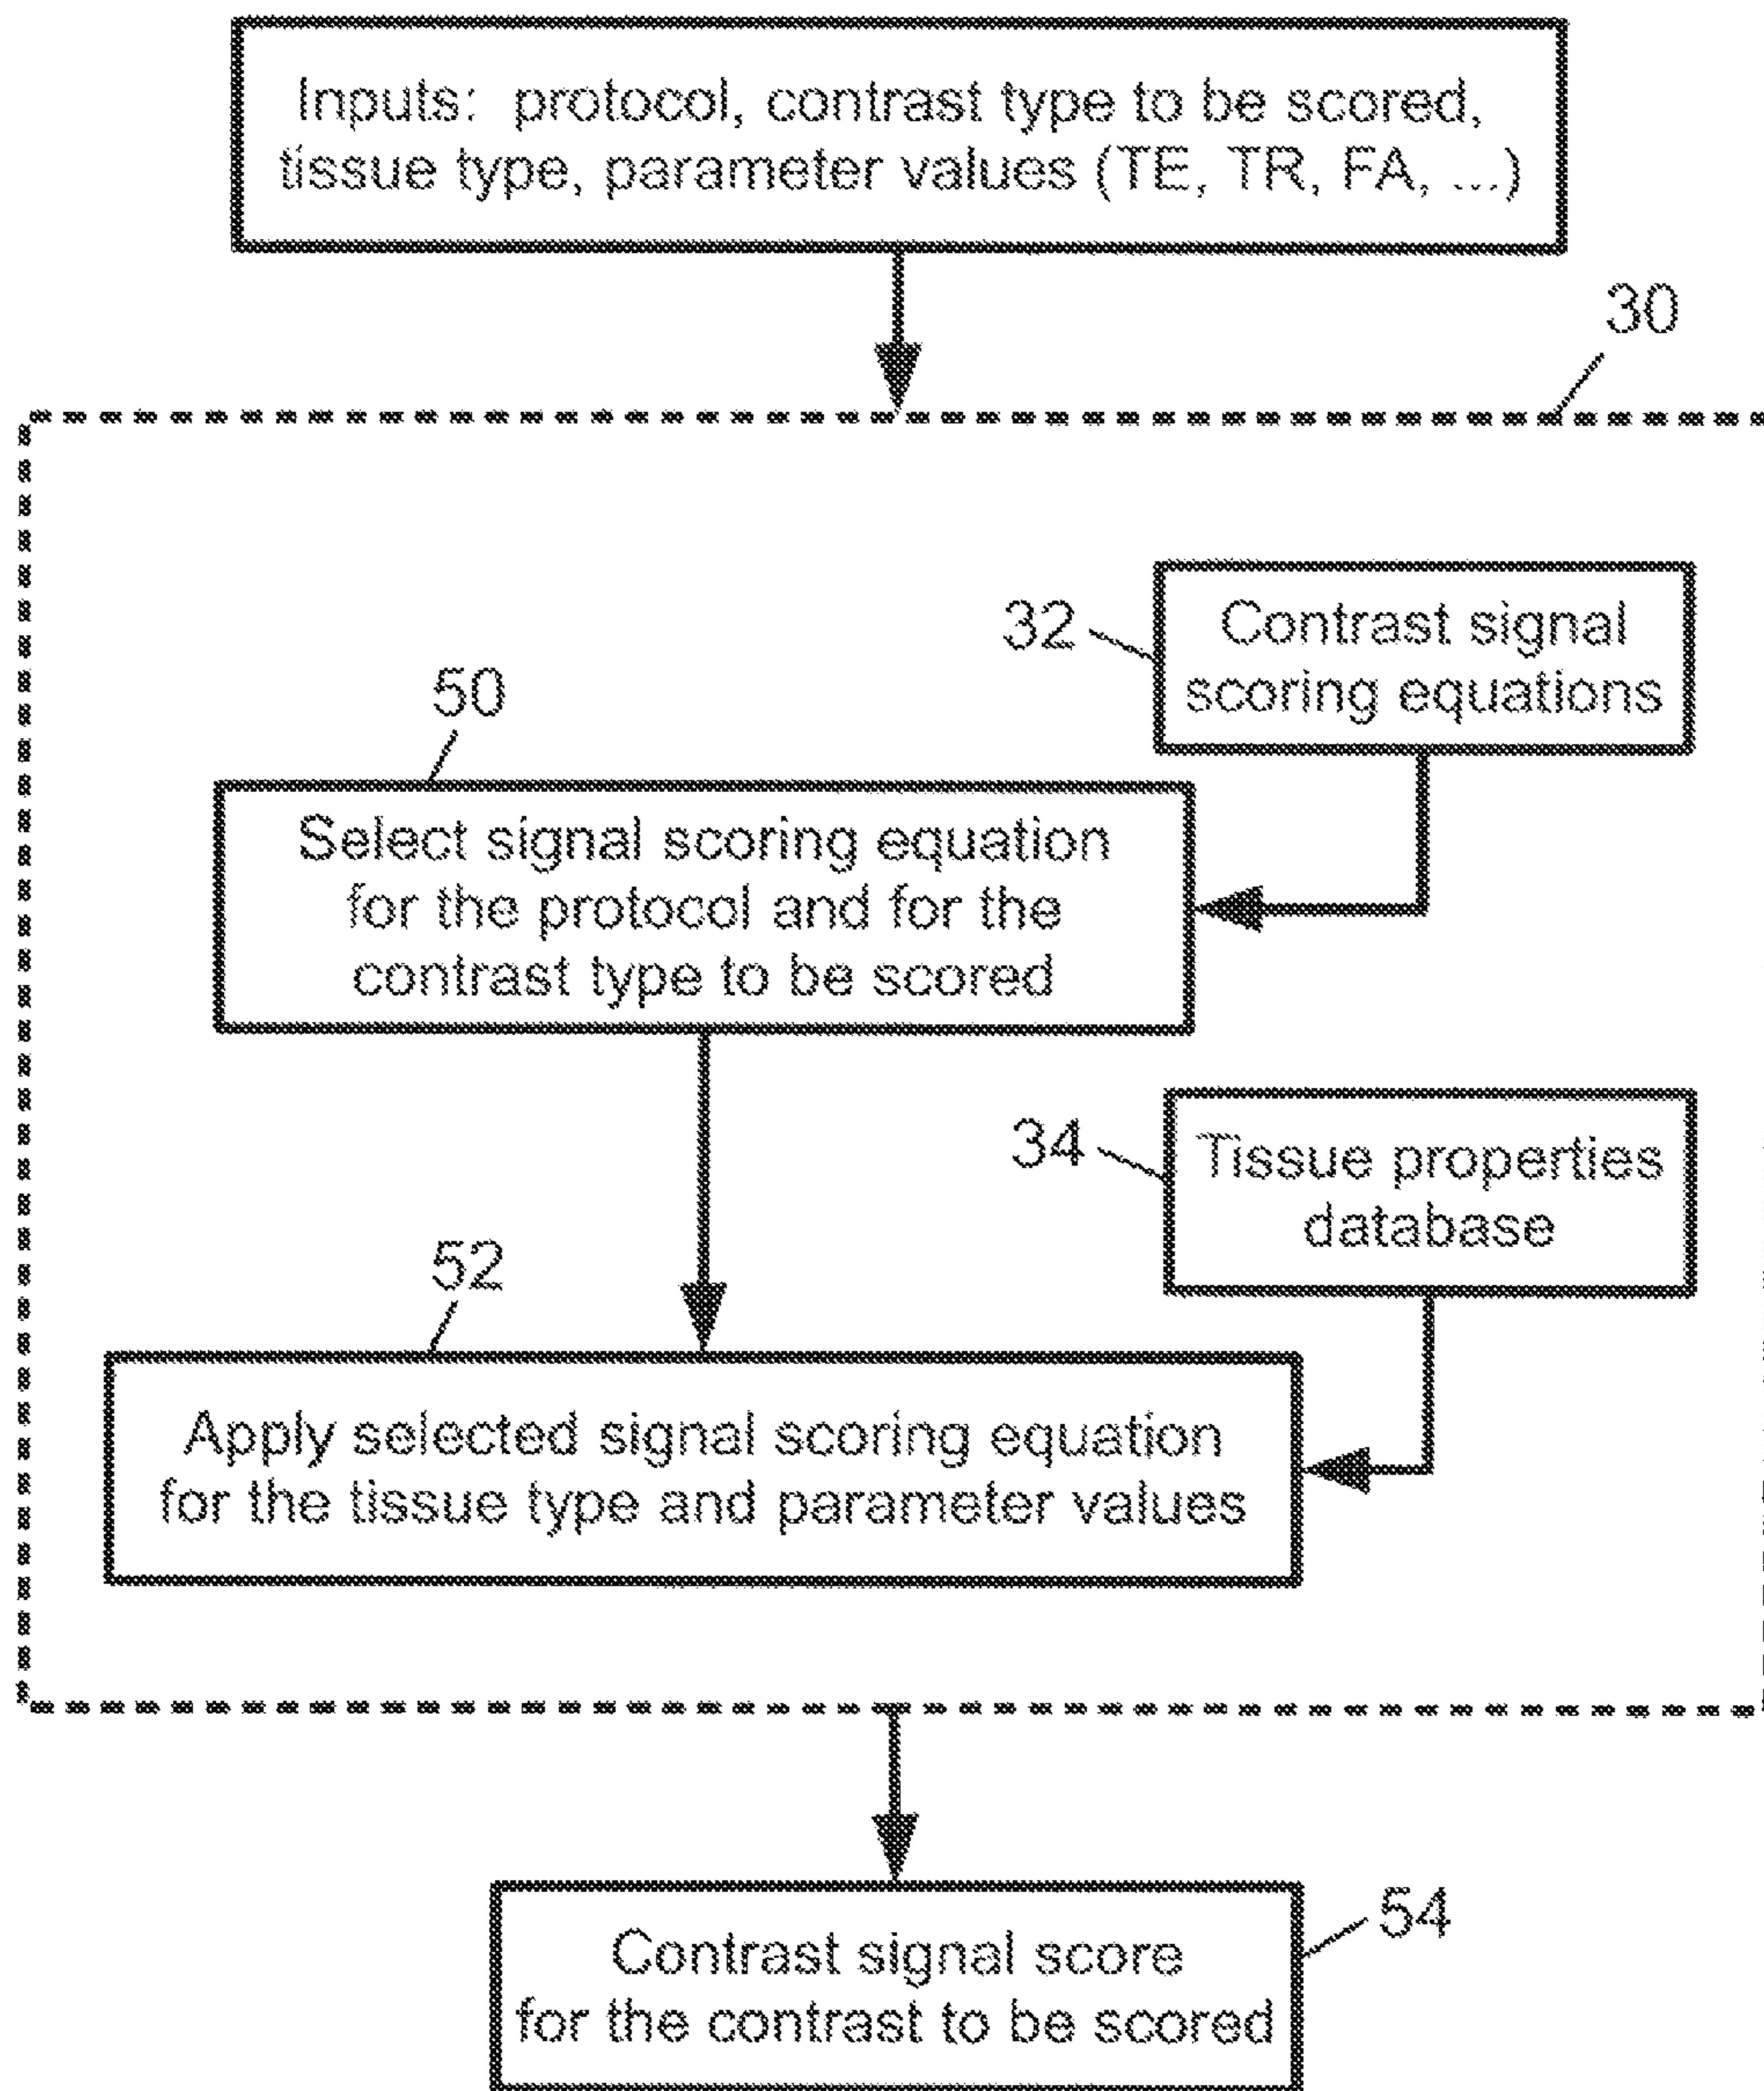 Inputs: protocol, contrast type to be scored,
tissue type, parameter values (TE, TR, FA, ...)
30
32
Contrast signal
scoring equations
50
Select signal scoring equation
for the protocol and for the
contrast type to be scored
34
Tissue properties
database
52
Apply selected signal scoring equation
for the tissue type and parameter values
54
Contrast signal score
for the contrast to be scored